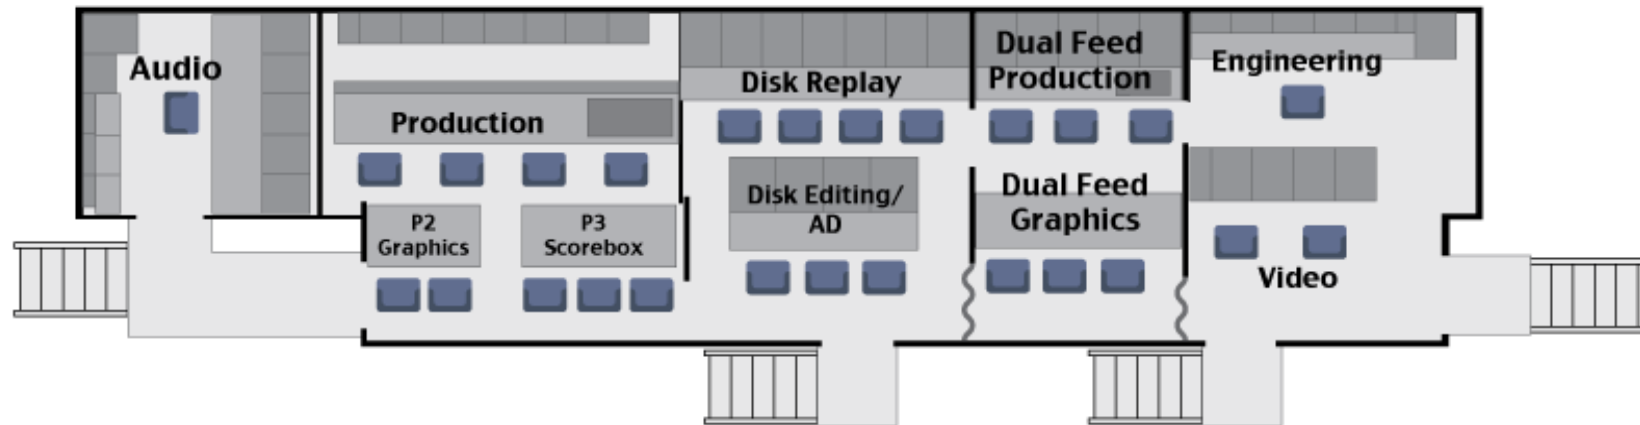 Audio
Production
P2
Graphics
P3
Scorebox
Disk Replay
Disk Editing/
AD
Dual Feed
Production
Dual Feed
Graphics
Engineering
Video